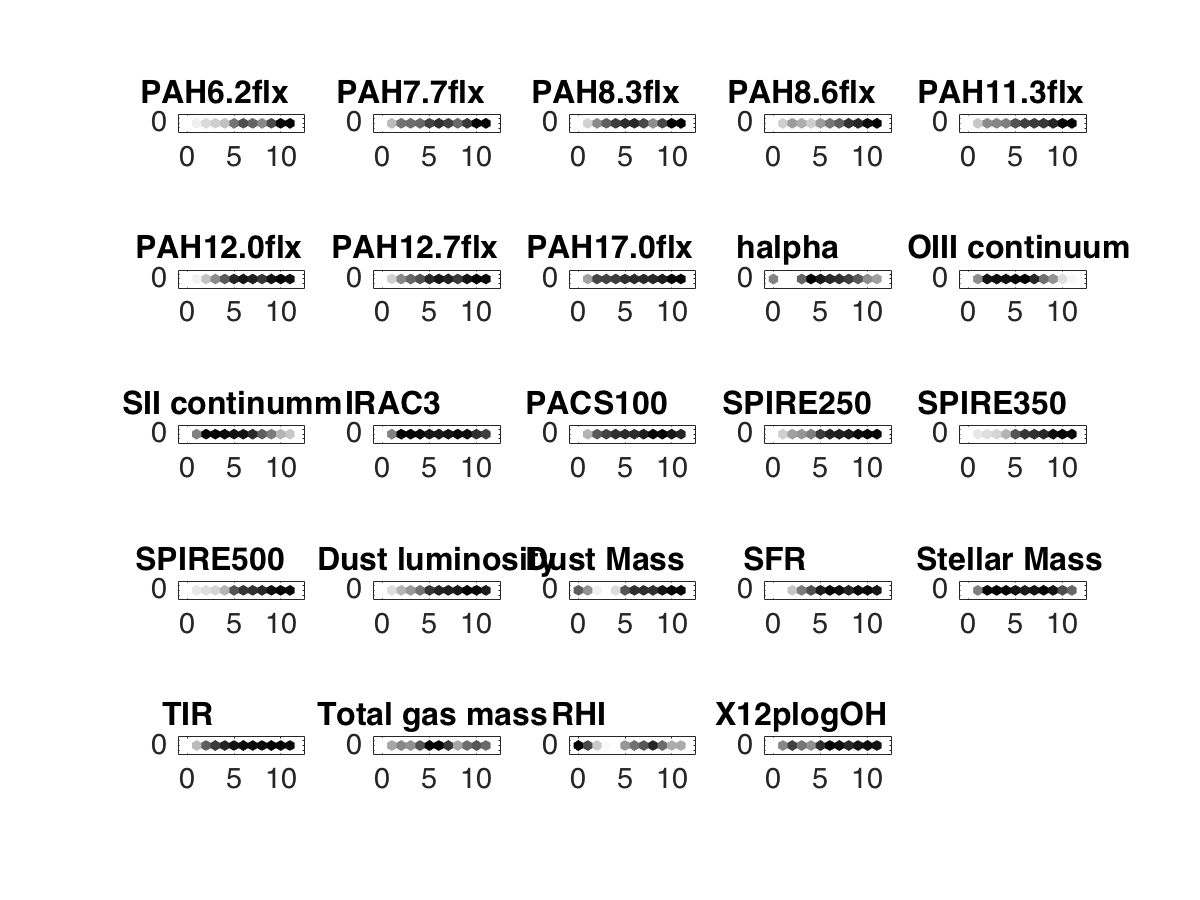 PAH6.2flx PAH7.7flx PAH8.3flx PAH8.6flx PAH11.3flx
0 0 0 0 0
0 5 10 0 5 10 0 5 10 0 5 10 0 5 10
PAH12.0flx PAH12.7flx PAH17.0flx halpha OIII continuum
0 0 0 0 0
0 5 10 0 5 10 0 5 10 0 5 10 0 5 10
SII continumm IRAC3 PACS100 SPIRE250 SPIRE350
0 0 0 0 0
0 5 10 0 5 10 0 5 10 0 5 10 0 5 10
SPIRE500 Dust luminosity Dust Mass SFR Stellar Mass
0 0 0 0 0
0 5 10 0 5 10 0 5 10 0 5 10 0 5 10
TIR Total gas mass RHI X12plogOH
0 0 0 0
0 5 10 0 5 10 0 5 10 0 5 10